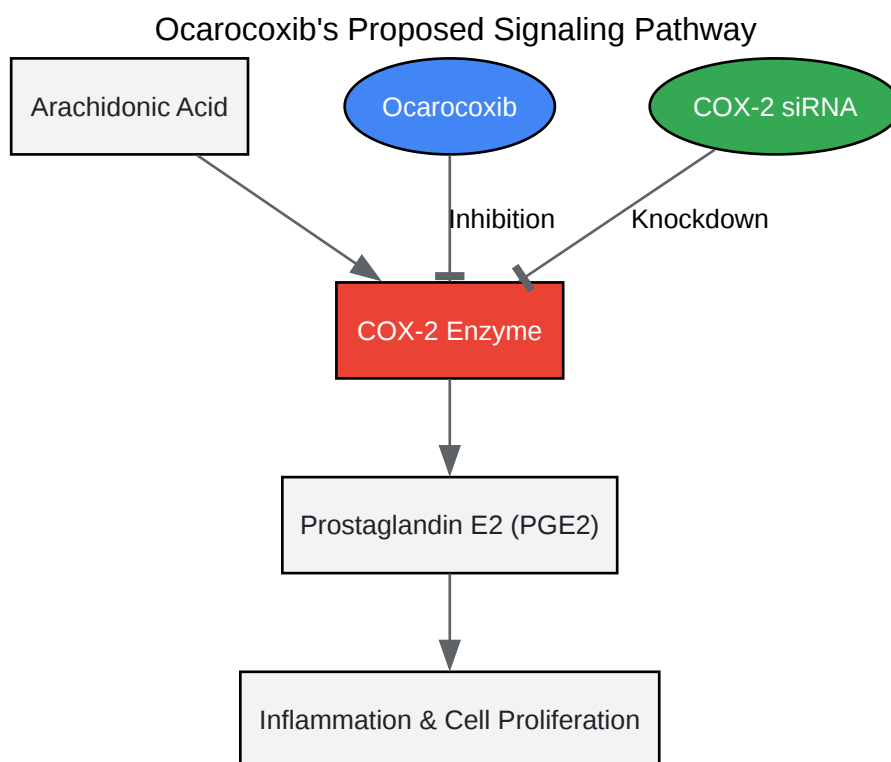 Ocarocoxib's Proposed Signaling Pathway
Arachidonic Acid
Ocarocoxib
COX-2 siRNA
Inhibition
Knockdown
COX-2 Enzyme
Prostaglandin E2 (PGE2)
Inflammation & Cell Proliferation